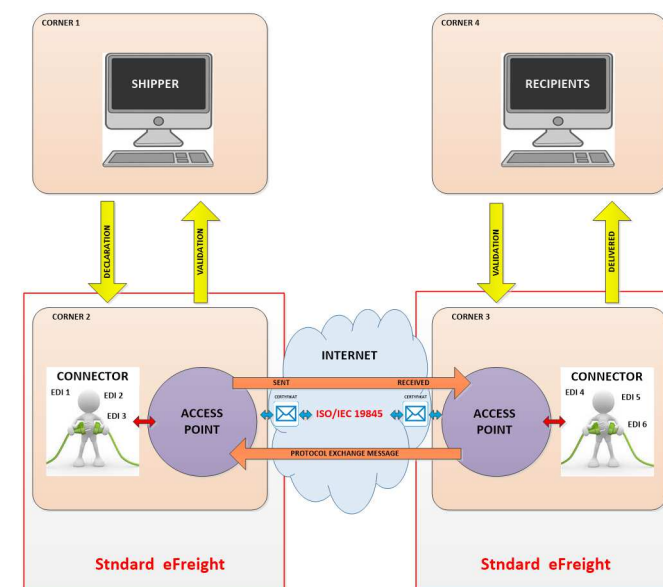 CORNER 1
SHIPPER
CORNER 4
RECIPIENTS
DECLARATION
VALIDATION
VALIDATION
DELIVERED
CORNER 2
CONNECTOR
EDI 1
EDI 2
EDI 3
ACCESS
POINT
INTERNET
SENT
RECEIVED
CERTYFIKAT
ISO/IEC 19845
CERTYFIKAT
PROTOCOL EXCHANGE MESSAGE
CORNER 3
ACCESS
POINT
CONNECTOR
EDI 4
EDI 5
EDI 6
Stndard eFreight
Stndard eFreight